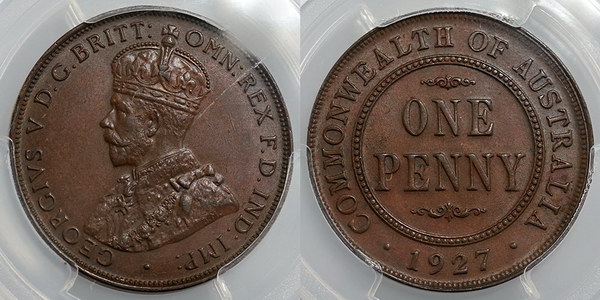 GEORGIVS V D.G.BRITT: OMN: REX F.D. IND: IMP:
COMMONWEALTH OF AUSTRALIA
ONE
PENNY
· 1927 ·